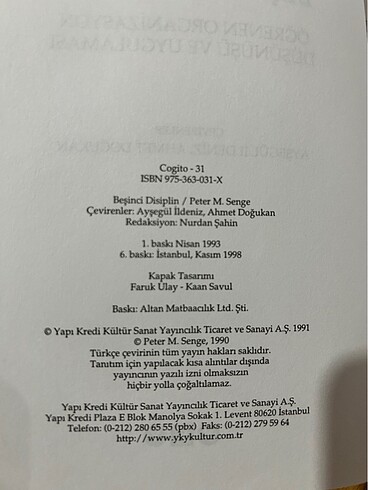 Cogito - 31
ISBN 975-363-031-X
Beşinci Disiplin / Peter M. Senge
Çevirenler: Ayşegül İldeniz, Ahmet Doğukan
Redaksiyon: Nurdan Şahin
1. baskı Nisan 1993
6. baskı: İstanbul, Kasım 1998
Kapak Tasarımı
Faruk Ulay - Kaan Savul
Baskı: Altan Matbaacılık Ltd. Şti.
© Yapı Kredi Kültür Sanat Yayıncılık Ticaret ve Sanayi A.Ş. 1991
© Peter M. Senge, 1990
Türkçe çevirinin tüm yayın hakları saklıdır.
Tanıtım için yapılacak kısa alıntılar dışında
yayıncının yazılı izni olmaksızın
hiçbir yolla çoğaltılamaz.
Yapı Kredi Kültür Sanat Yayıncılık Ticaret ve Sanayi A.Ş.
Yapı Kredi Plaza E Blok Manolya Sokak 1. Levent 80620 İstanbul
Telefon: (0-212) 280 65 55 (pbx) Faks: (0-212) 279 59 64
http://www.ykykultur.com.tr